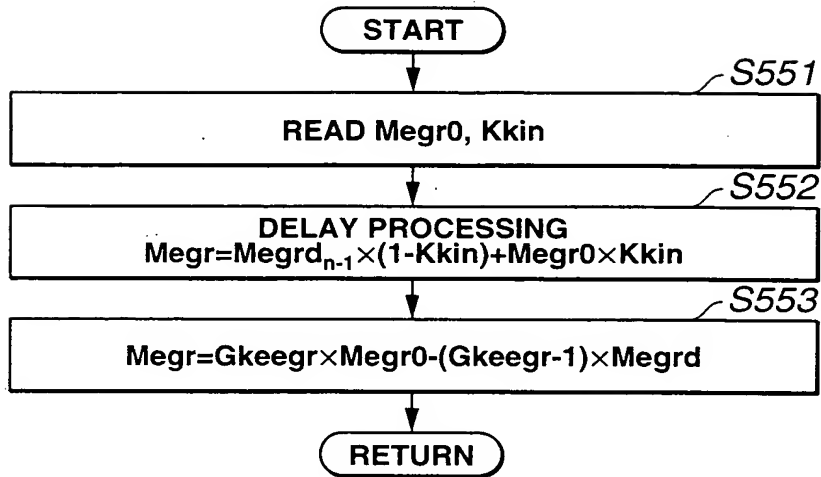 START
S551
READ Megr0, Kkin
S552
DELAY PROCESSING
Megr=Megrdₙ₋₁×(1-Kkin)+Megr0×Kkin
S553
Megr=Gkeegr×Megr0-(Gkeegr-1)×Megrd
RETURN